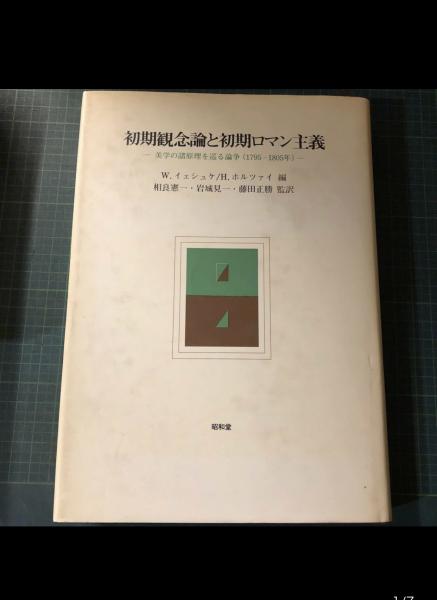 初期観念論と初期ロマン主義
― 美学の諸原理を巡る論争 (1795-1805年) ―
W. イェシュケ/H. ホルツァイ 編
相良憲一・岩城見一・藤田正勝 監訳
昭和堂